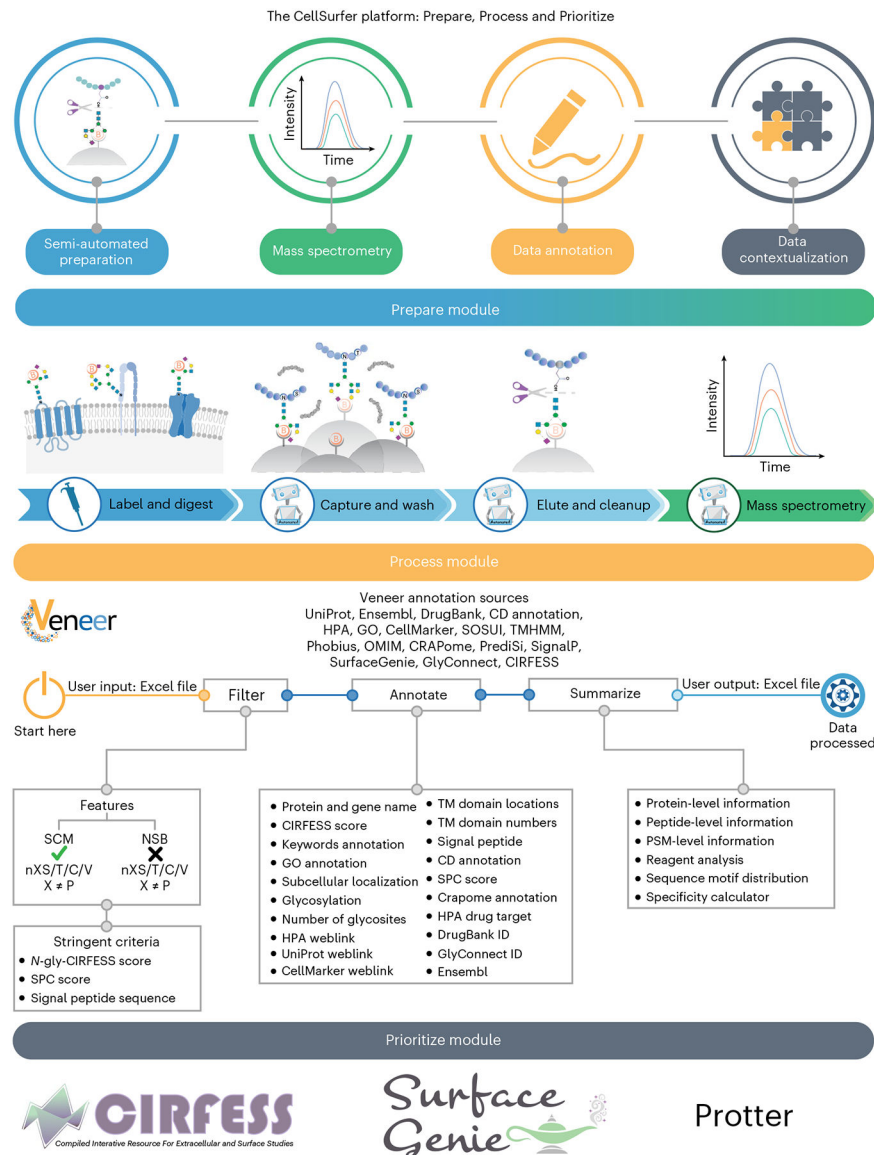 The CellSurfer platform: Prepare, Process and Prioritize
Intensity
Time
Semi-automated
preparation
Mass spectrometry
Data annotation
Data
contextualization
Prepare module
B
B
B
N
T
N
S
N
S
B
B
B
B
B
Intensity
Time
Label and digest
Capture and wash
Elute and cleanup
Mass spectrometry
Process module
Veneer
Veneer annotation sources
UniProt, Ensembl, DrugBank, CD annotation,
HPA, GO, CellMarker, SOSUI, TMHMM,
Phobius, OMIM, CRAPome, PrediSi, SignalP,
SurfaceGenie, GlyConnect, CIRFESS
User input: Excel file
Filter
Annotate
Summarize
User output: Excel file
Start here
Data
processed
Features
SCM
NSB
nXS/T/C/V
X ≠ P
nXS/T/C/V
X ≠ P
Stringent criteria
• N-gly-CIRFESS score
• SPC score
• Signal peptide sequence
• Protein and gene name
• CIRFESS score
• Keywords annotation
• GO annotation
• Subcellular localization
• Glycosylation
• Number of glycosites
• HPA weblink
• UniProt weblink
• CellMarker weblink
• TM domain locations
• TM domain numbers
• Signal peptide
• CD annotation
• SPC score
• Crapome annotation
• HPA drug target
• DrugBank ID
• GlyConnect ID
• Ensembl
• Protein-level information
• Peptide-level information
• PSM-level information
• Reagent analysis
• Sequence motif distribution
• Specificity calculator
Prioritize module
CIRFESS
Compiled Interative Resource For Extracellular and Surface Studies
Surface
Genie
Protter